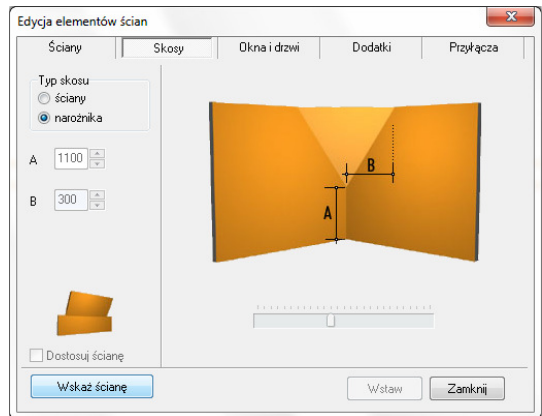 Edycja elementów ścian
Ściany
Skosy
Okna i drzwi
Dodatki
Przyłącza
Typ skosu
ściany
narożnika
A 1100
B 300
B
A
Dostosuj ścianę
Wskaż ścianę
Wstaw
Zamknij